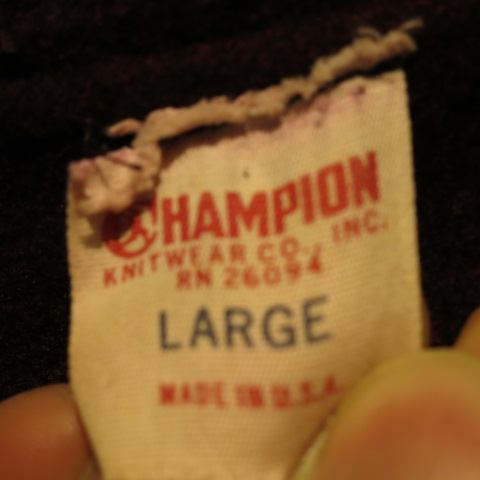 CHAMPION
KNITWEAR CO., INC.
RN 26094
LARGE
MADE IN U.S.A.